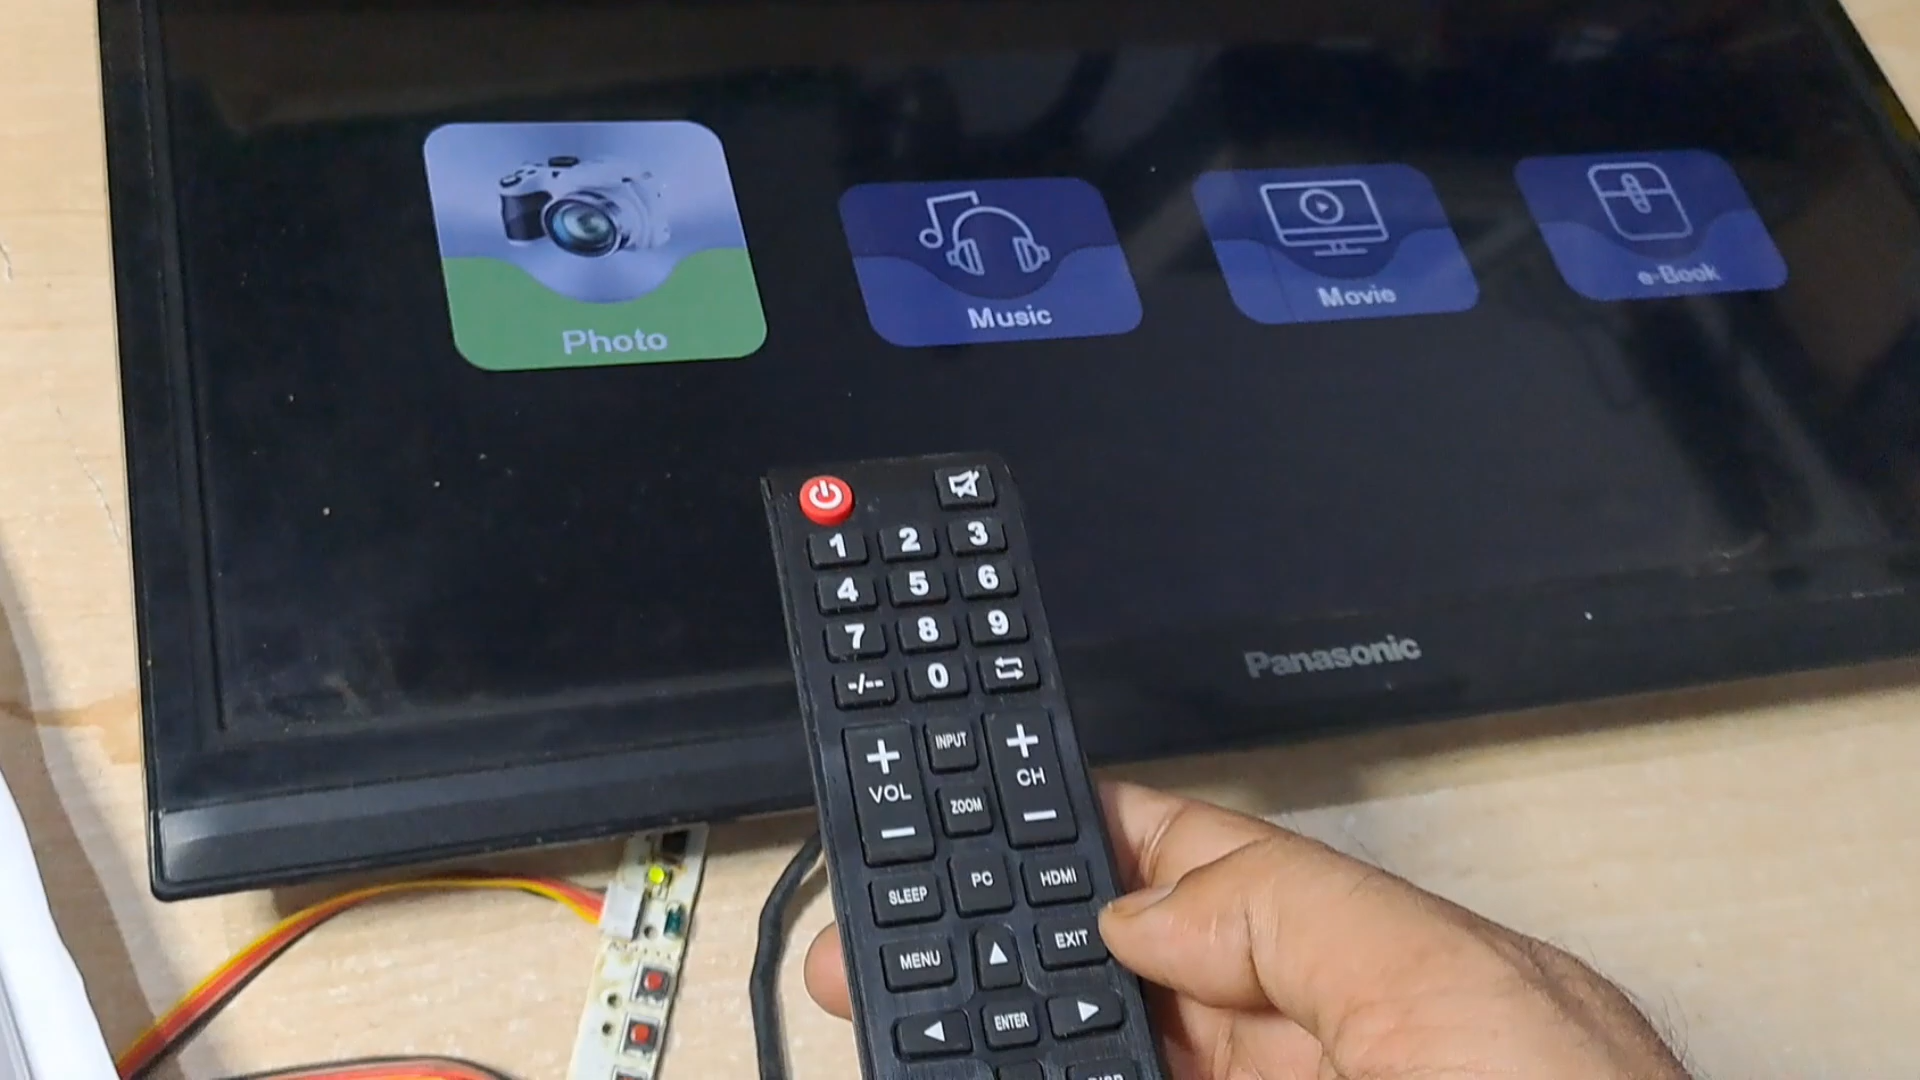 Photo
Music
Movie
e-Book
Panasonic
1 2 3
4 5 6
7 8 9
-/-- 0
+ INPUT +
VOL CH
- ZOOM -
SLEEP PC HDMI
MENU EXIT
ENTER